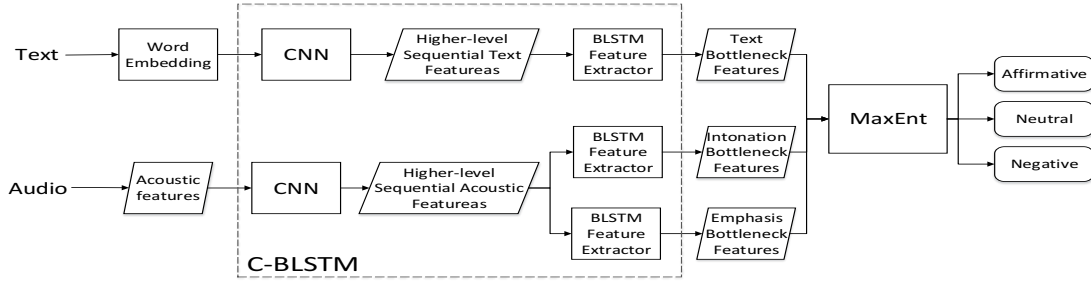 Text
Word
Embedding
CNN
Higher-level
Sequential Text
Featureas
BLSTM
Feature
Extractor
Text
Bottleneck
Features
Audio
Acoustic
features
CNN
Higher-level
Sequential Acoustic
Featureas
BLSTM
Feature
Extractor
Intonation
Bottleneck
Features
BLSTM
Feature
Extractor
Emphasis
Bottleneck
Features
C-BLSTM
MaxEnt
Affirmative
Neutral
Negative